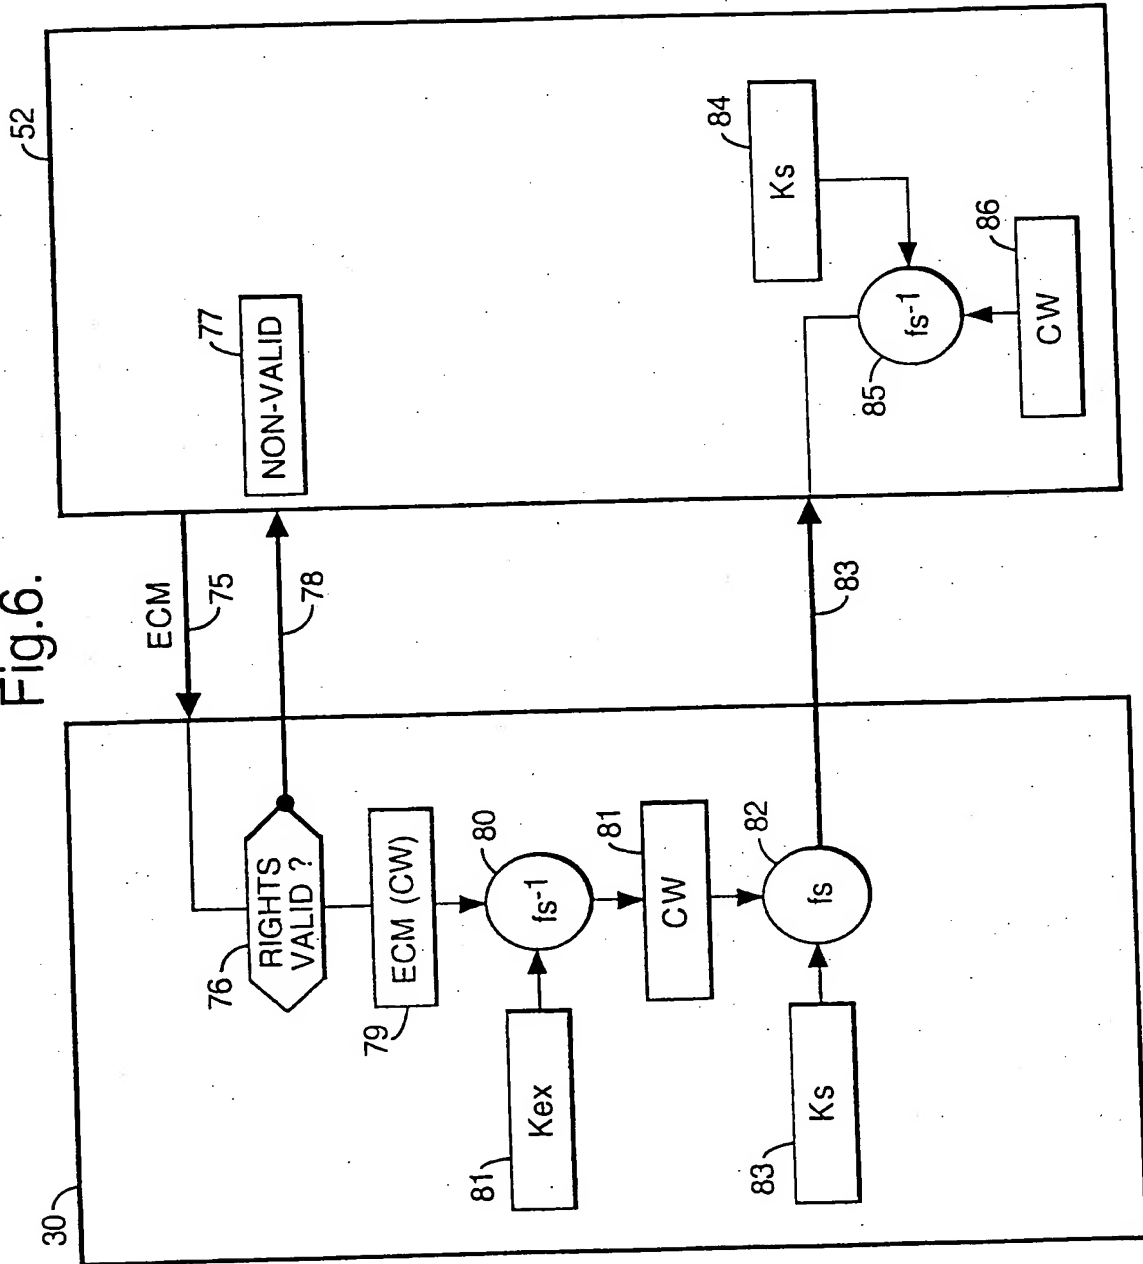 Fig.6.
30
52
ECM
75
76
RIGHTS
VALID ?
78
77
NON-VALID
79
ECM (CW)
80
fs-1
81
Kex
81
CW
82
fs
83
Ks
83
84
Ks
85
fs-1
86
CW